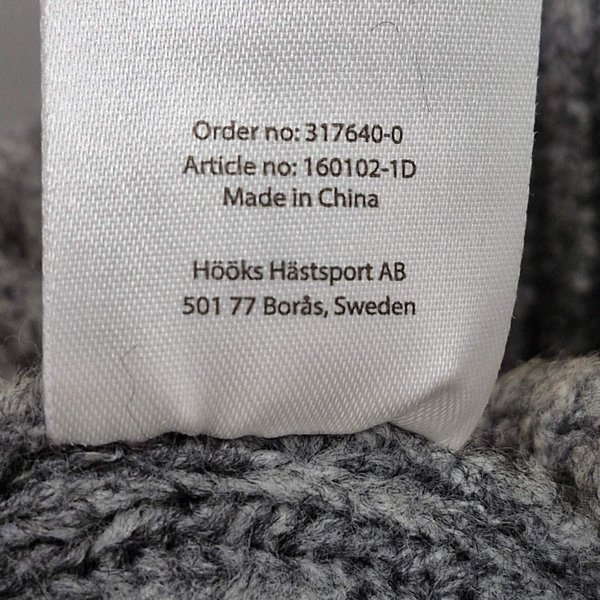 Order no: 317640-0
Article no: 160102-1D
Made in China
Hööks Hästsport AB
501 77 Borås, Sweden